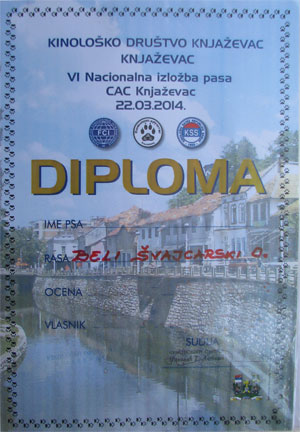 KINOLOŠKO DRUŠTVO KNJAŽEVAC
KNJAŽEVAC
VI Nacionalna izložba pasa
CAC Knjaževac
22.03.2014.
FCI
KSS
DIPLOMA
IME PSA
RASA BELI ŠVAJCARSKI O.
OCENA
VLASNIK
SUDIJA